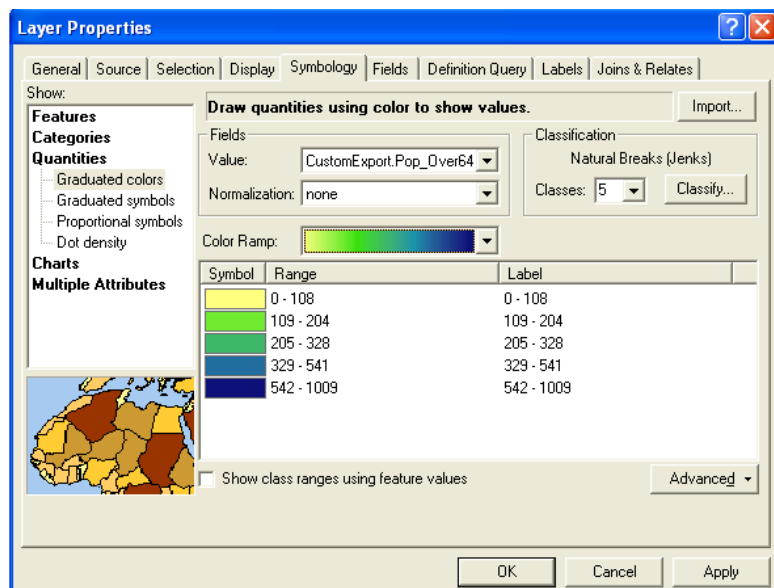 Layer Properties
General Source Selection Display Symbology Fields Definition Query Labels Joins & Relates
Show:
Features
Categories
Quantities
Graduated colors
Graduated symbols
Proportional symbols
Dot density
Charts
Multiple Attributes
Draw quantities using color to show values.
Import...
Fields
Value: CustomExport.Pop_Over64
Normalization: none
Classification
Natural Breaks (Jenks)
Classes: 5 Classify...
Color Ramp:
Symbol Range Label
0 - 108 0 - 108
109 - 204 109 - 204
205 - 328 205 - 328
329 - 541 329 - 541
542 - 1009 542 - 1009
Show class ranges using feature values
Advanced
OK Cancel Apply